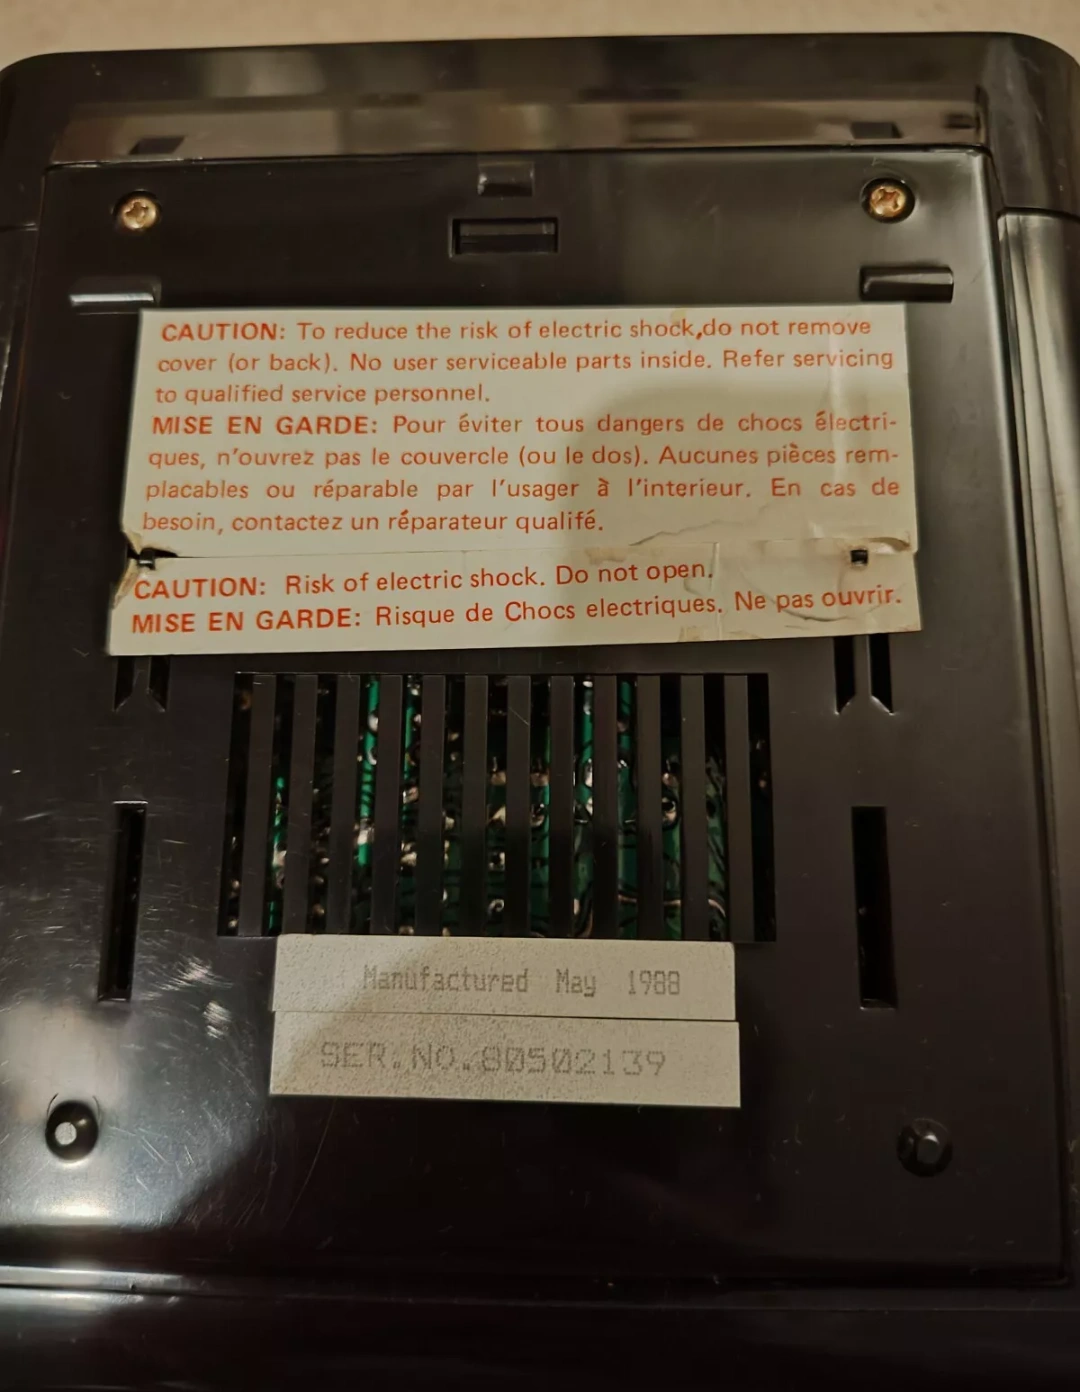 CAUTION: To reduce the risk of electric shock,do not remove
cover (or back). No user serviceable parts inside. Refer servicing
to qualified service personnel.
MISE EN GARDE: Pour éviter tous dangers de chocs électri-
ques, n'ouvrez pas le couvercle (ou le dos). Aucunes pièces rem-
placables ou réparable par l'usager à l'interieur. En cas de
besoin, contactez un réparateur qualifé.
CAUTION: Risk of electric shock. Do not open.
MISE EN GARDE: Risque de Chocs electriques. Ne pas ouvrir.
Manufactured May 1988
SER.NO.80502139